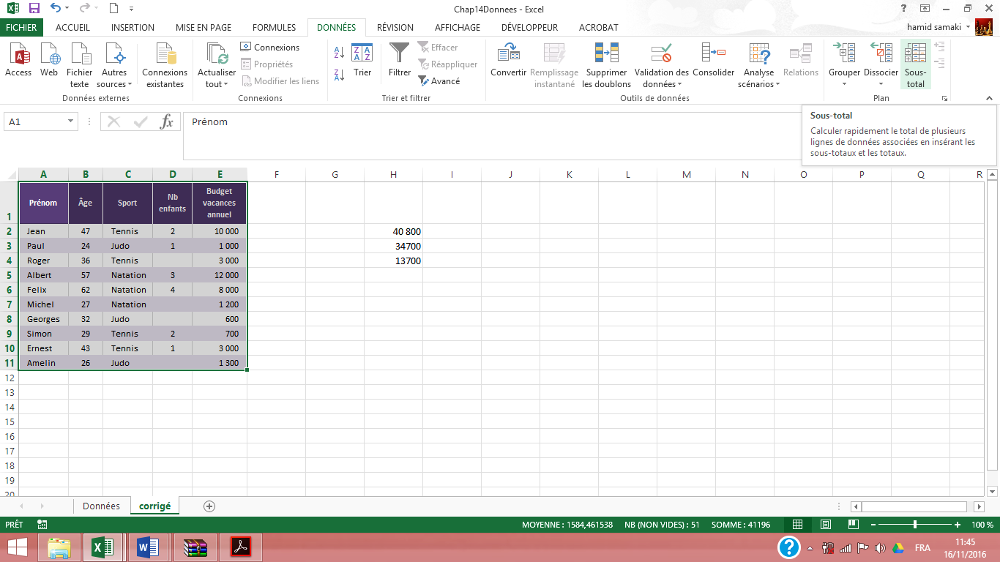 Chap14Donnees - Excel
FICHIER ACCUEIL INSERTION MISE EN PAGE FORMULES DONNÉES RÉVISION AFFICHAGE DÉVELOPPEUR ACROBAT hamid samaki
Access Web Fichier texte Autres sources Connexions existantes
Données externes
Actualiser tout Connexions Propriétés Modifier les liens
Connexions
Trier Filtrer Effacer Réappliquer Avancé
Trier et filtrer
Convertir Remplissage instantané Supprimer les doublons Validation des données Consolider Analyse scénarios Relations
Outils de données
Grouper Dissocier Sous-total
Plan
A1 fx Prénom
Sous-total
Calculer rapidement le total de plusieurs
lignes de données associées en insérant les
sous-totaux et les totaux.
A B C D E F G H I J K L M N O P Q R
1 Prénom Âge Sport Nb enfants Budget vacances annuel
2 Jean 47 Tennis 2 10 000 40 800
3 Paul 24 Judo 1 1 000 34700
4 Roger 36 Tennis 3 000 13700
5 Albert 57 Natation 3 12 000
6 Felix 62 Natation 4 8 000
7 Michel 27 Natation 1 200
8 Georges 32 Judo 600
9 Simon 29 Tennis 2 700
10 Ernest 43 Tennis 1 3 000
11 Amelin 26 Judo 1 300
12
13
14
15
16
17
18
19
20
Données corrigé
PRÊT MOYENNE : 1584,461538 NB (NON VIDES) : 51 SOMME : 41196 100 %
FRA 11:45
16/11/2016